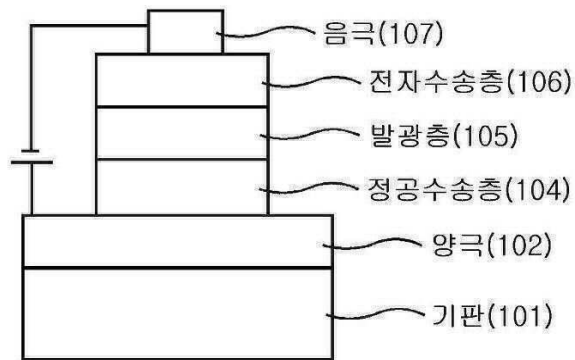 음극(107)
전자수송층(106)
발광층(105)
정공수송층(104)
양극(102)
기판(101)